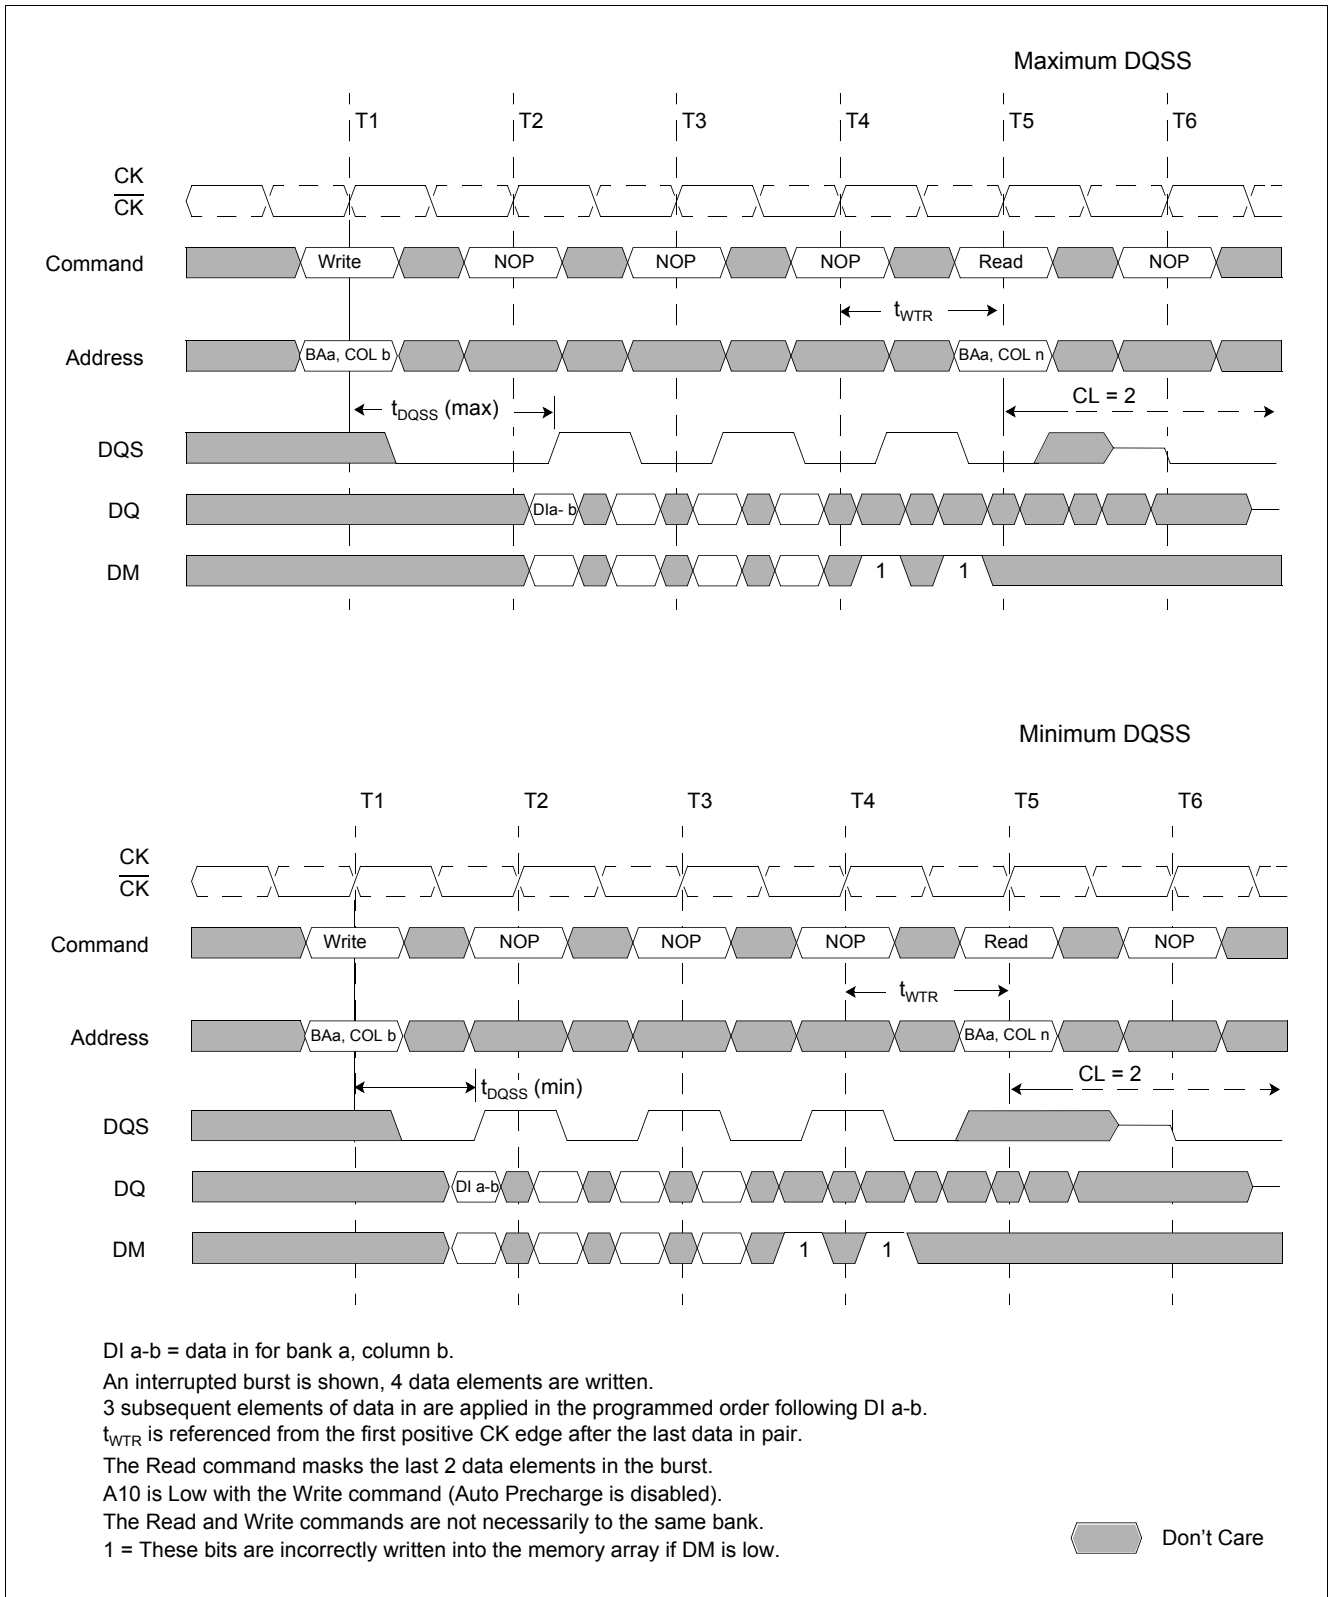 Maximum DQSS
T1 T2 T3 T4 T5 T6
CK
CK
Command Write NOP NOP NOP Read NOP
tWTR
Address BAa, COL b BAa, COL n
tDQSS (max) CL = 2
DQS
DQ DIa- b
DM 1 1
Minimum DQSS
T1 T2 T3 T4 T5 T6
CK
CK
Command Write NOP NOP NOP Read NOP
tWTR
Address BAa, COL b BAa, COL n
tDQSS (min) CL = 2
DQS
DQ DI a-b
DM 1 1
DI a-b = data in for bank a, column b.
An interrupted burst is shown, 4 data elements are written.
3 subsequent elements of data in are applied in the programmed order following DI a-b.
tWTR is referenced from the first positive CK edge after the last data in pair.
The Read command masks the last 2 data elements in the burst.
A10 is Low with the Write command (Auto Precharge is disabled).
The Read and Write commands are not necessarily to the same bank.
1 = These bits are incorrectly written into the memory array if DM is low.
Don't Care